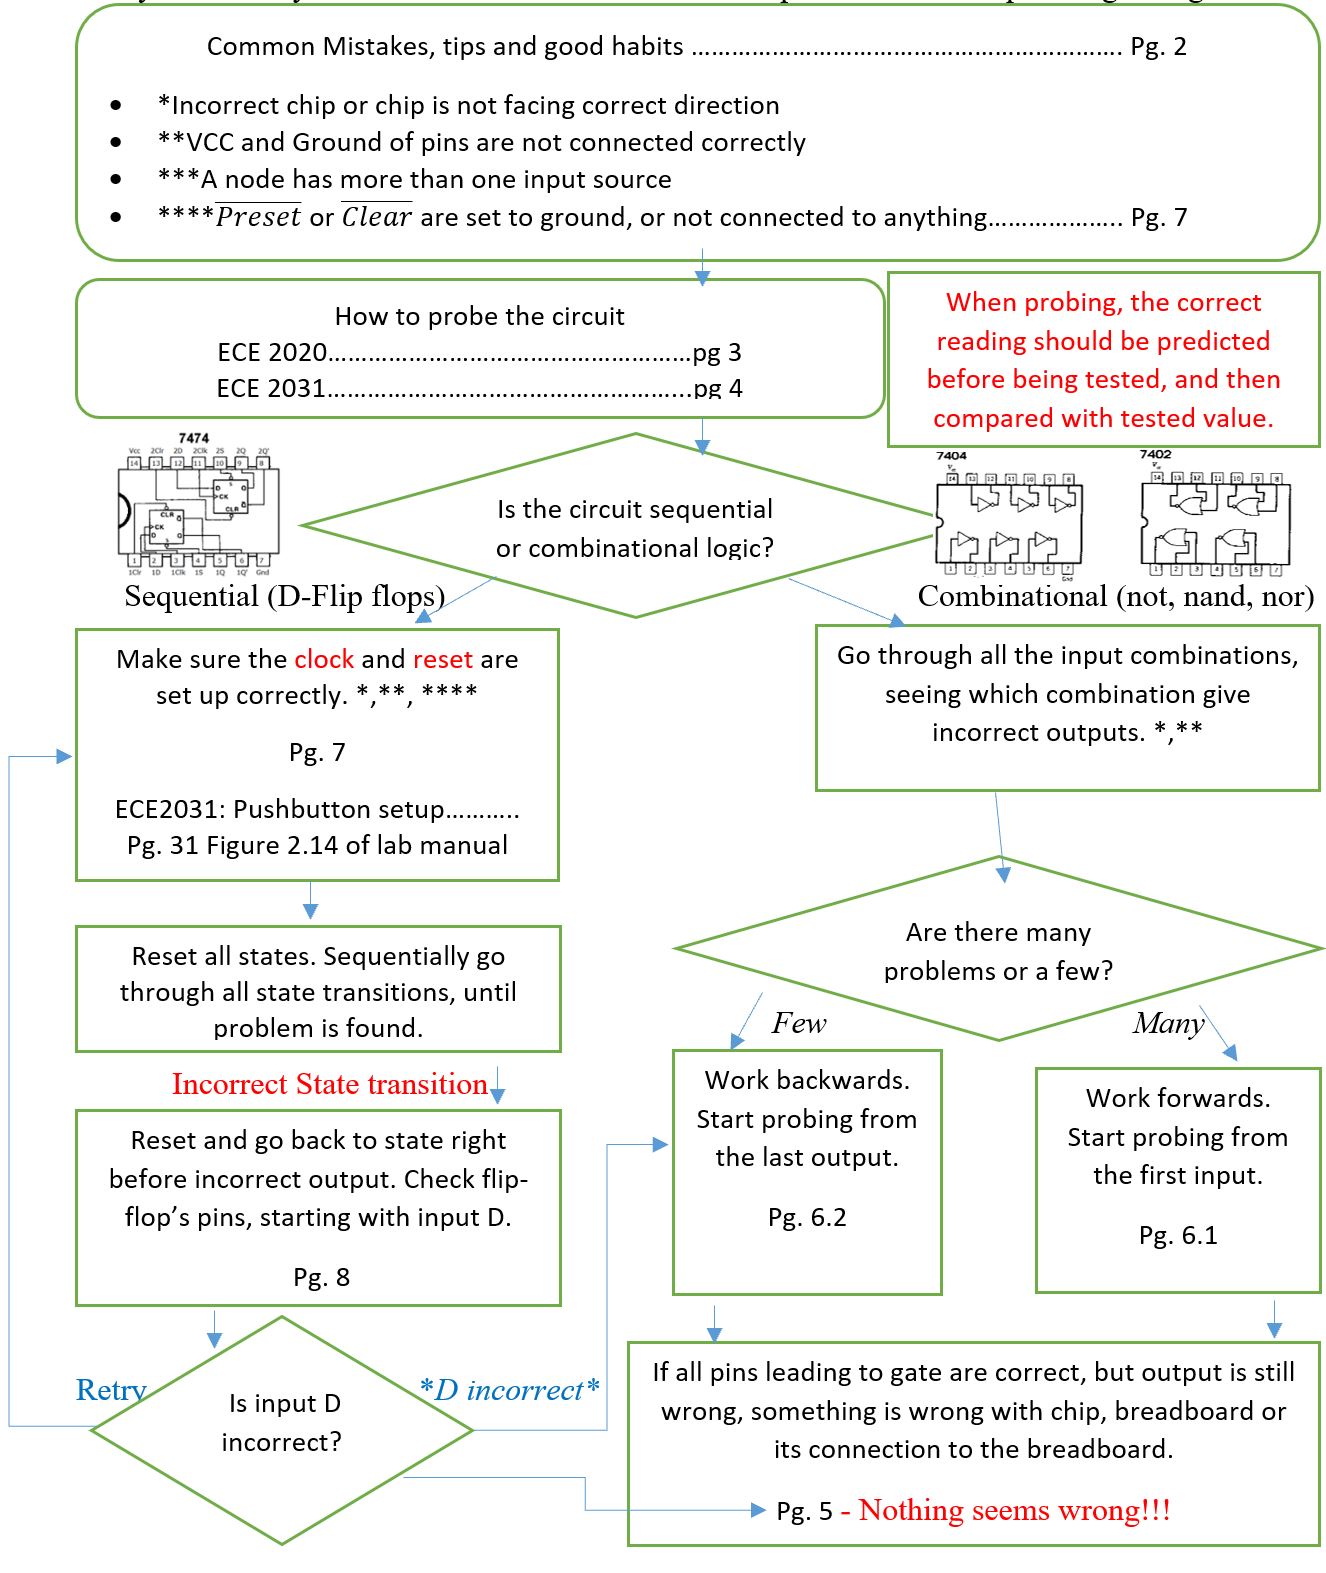 Common Mistakes, tips and good habits ……………………………………………………… Pg. 2
• *Incorrect chip or chip is not facing correct direction
• **VCC and Ground of pins are not connected correctly
• ***A node has more than one input source
• ****Preset or Clear are set to ground, or not connected to anything……………….. Pg. 7
How to probe the circuit
ECE 2020………………………………………………pg 3
ECE 2031……………………………………………...pg 4
When probing, the correct
reading should be predicted
before being tested, and then
compared with tested value.
7474
Vcc 2Clr 2D 2Clk 2S 2Q 2Q'
14 13 12 11 10 9 8
D Q
CK
CLR
CLR
CK
D
1 2 3 4 5 6 7
1Clr 1D 1Clk 1S 1Q 1Q' Gnd
Is the circuit sequential
or combinational logic?
7404
14 13 12 11 10 9 8
1 2 3 4 5 6 7
Gnd
7402
14 13 12 11 10 9 8
1 2 3 4 5 6 7
Sequential (D-Flip flops)
Combinational (not, nand, nor)
Make sure the clock and reset are
set up correctly. *,**, ****
Pg. 7
ECE2031: Pushbutton setup………..
Pg. 31 Figure 2.14 of lab manual
Go through all the input combinations,
seeing which combination give
incorrect outputs. *,**
Reset all states. Sequentially go
through all state transitions, until
problem is found.
Are there many
problems or a few?
Few
Many
Incorrect State transition
Reset and go back to state right
before incorrect output. Check flip-
flop’s pins, starting with input D.
Pg. 8
Work backwards.
Start probing from
the last output.
Pg. 6.2
Work forwards.
Start probing from
the first input.
Pg. 6.1
Retry
Is input D
incorrect?
*D incorrect*
If all pins leading to gate are correct, but output is still
wrong, something is wrong with chip, breadboard or
its connection to the breadboard.
Pg. 5 - Nothing seems wrong!!!